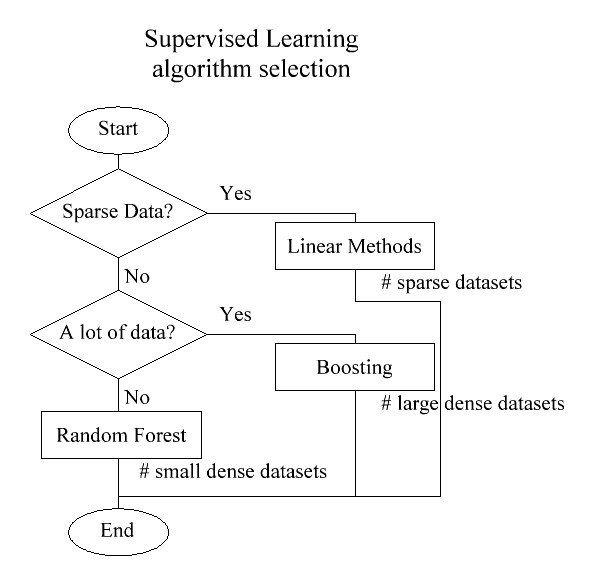 Supervised Learning
algorithm selection
Start
Sparse Data?
Yes
Linear Methods
# sparse datasets
No
A lot of data?
Yes
Boosting
# large dense datasets
No
Random Forest
# small dense datasets
End